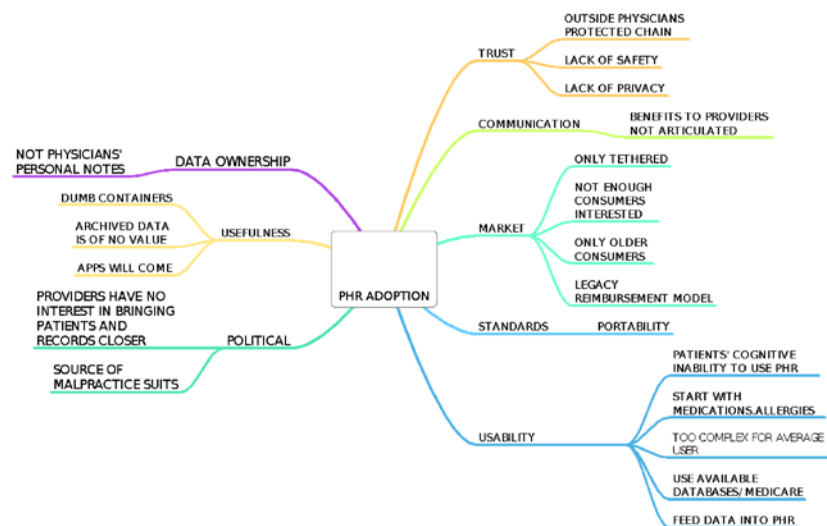 OUTSIDE PHYSICIANS
PROTECTED CHAIN
TRUST
LACK OF SAFETY
LACK OF PRIVACY
COMMUNICATION
BENEFITS TO PROVIDERS
NOT ARTICULATED
NOT PHYSICIANS'
PERSONAL NOTES
DATA OWNERSHIP
ONLY TETHERED
DUMB CONTAINERS
NOT ENOUGH
CONSUMERS
INTERESTED
ARCHIVED DATA
IS OF NO VALUE
USEFULNESS
MARKET
ONLY OLDER
CONSUMERS
APPS WILL COME
LEGACY
REIMBURSEMENT MODEL
PHR ADOPTION
PROVIDERS HAVE NO
INTEREST IN BRINGING
PATIENTS AND
RECORDS CLOSER
POLITICAL
STANDARDS
PORTABILITY
SOURCE OF
MALPRACTICE SUITS
PATIENTS' COGNITIVE
INABILITY TO USE PHR
START WITH
MEDICATIONS.ALLERGIES
USABILITY
TOO COMPLEX FOR AVERAGE
USER
USE AVAILABLE
DATABASES/MEDICARE
FEED DATA INTO PHR